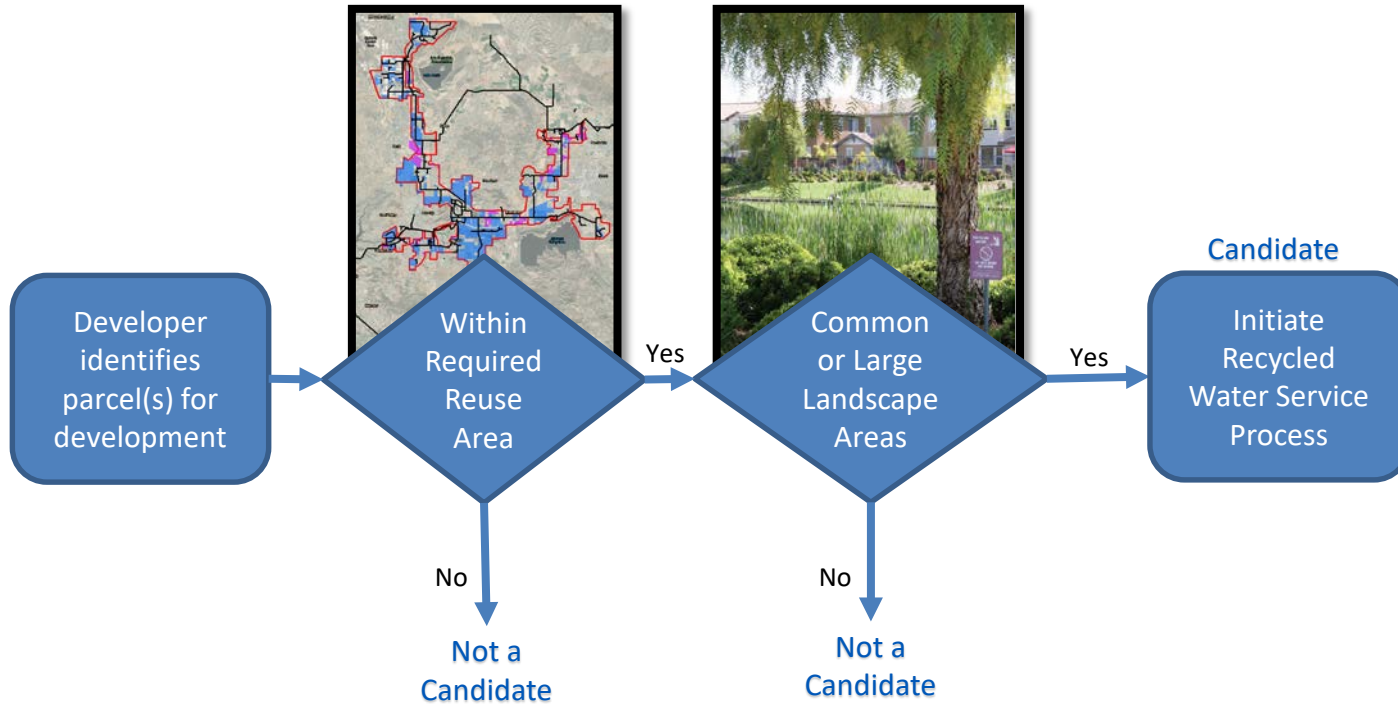 Developer
identifies
parcel(s) for
development
Within
Required
Reuse
Area
Yes
No
Not a
Candidate
Common
or Large
Landscape
Areas
Yes
No
Not a
Candidate
Candidate
Initiate
Recycled
Water Service
Process